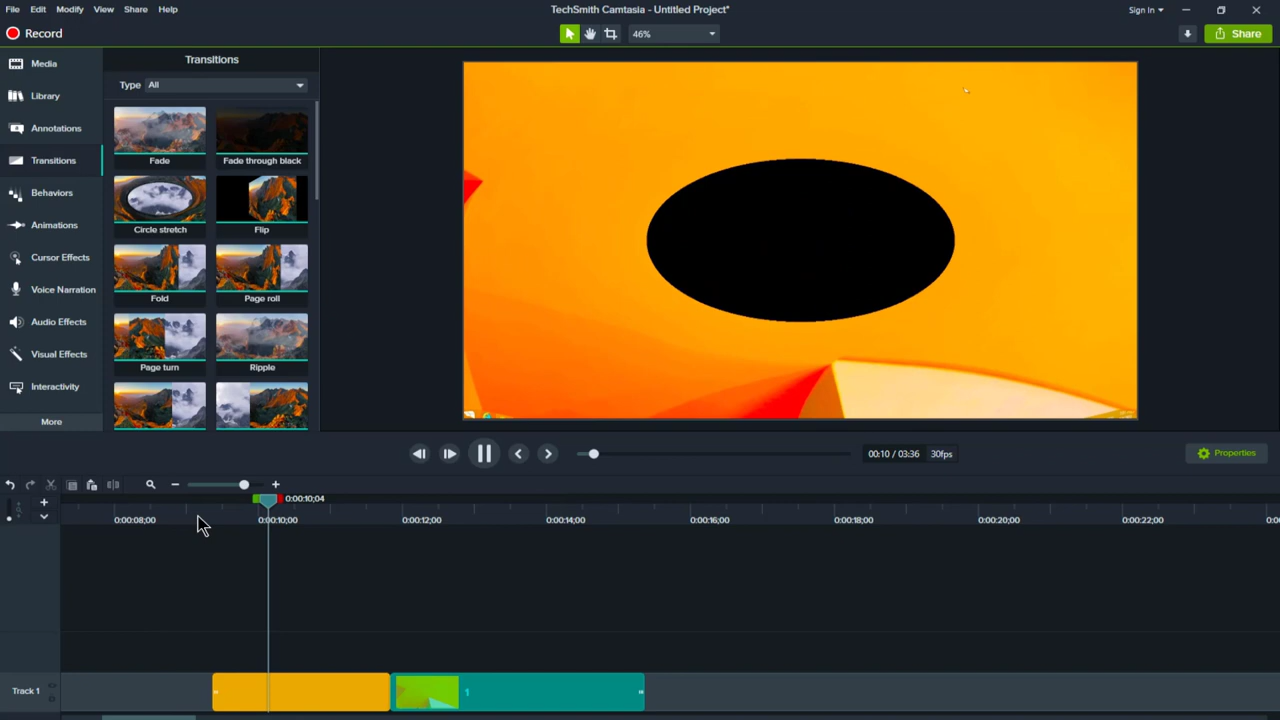 File Edit Modify View Share Help
TechSmith Camtasia - Untitled Project*
Sign In
Record
46%
Share
Media
Library
Annotations
Transitions
Behaviors
Animations
Cursor Effects
Voice Narration
Audio Effects
Visual Effects
Interactivity
More
Transitions
Type All
Fade Fade through black
Circle stretch Flip
Fold Page roll
Page turn Ripple
00:10 / 03:36 30fps
Properties
0:00:10;04
0:00:08;00 0:00:10;00 0:00:12;00 0:00:14;00 0:00:16;00 0:00:18;00 0:00:20;00 0:00:22;00
Track 1
1